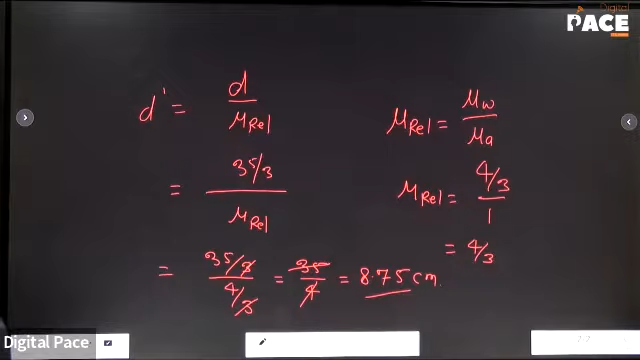 Digital
PACE
d' = d / μRel
μRel = μw / μa
= 35/3 / μRel
μRel = 4/3 / 1
= 4/3
= 35/3 / 4/3 = 35 / 4 = 8.75 cm.
Digital Pace